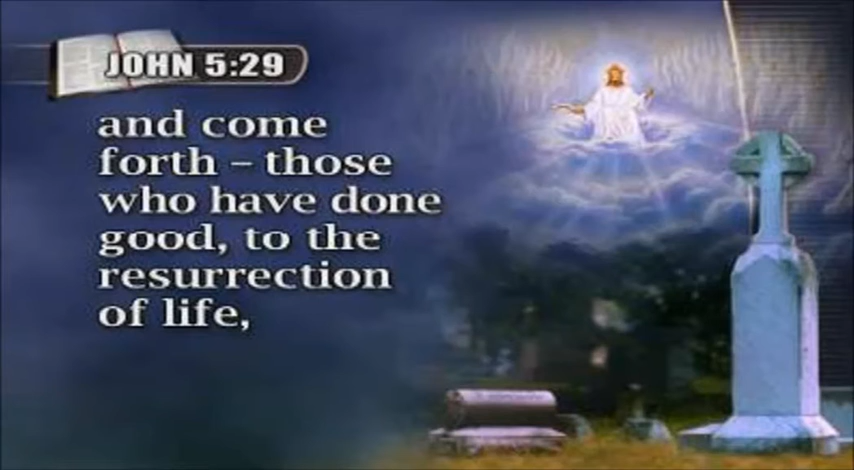 JOHN 5:29
and come
forth – those
who have done
good, to the
resurrection
of life,